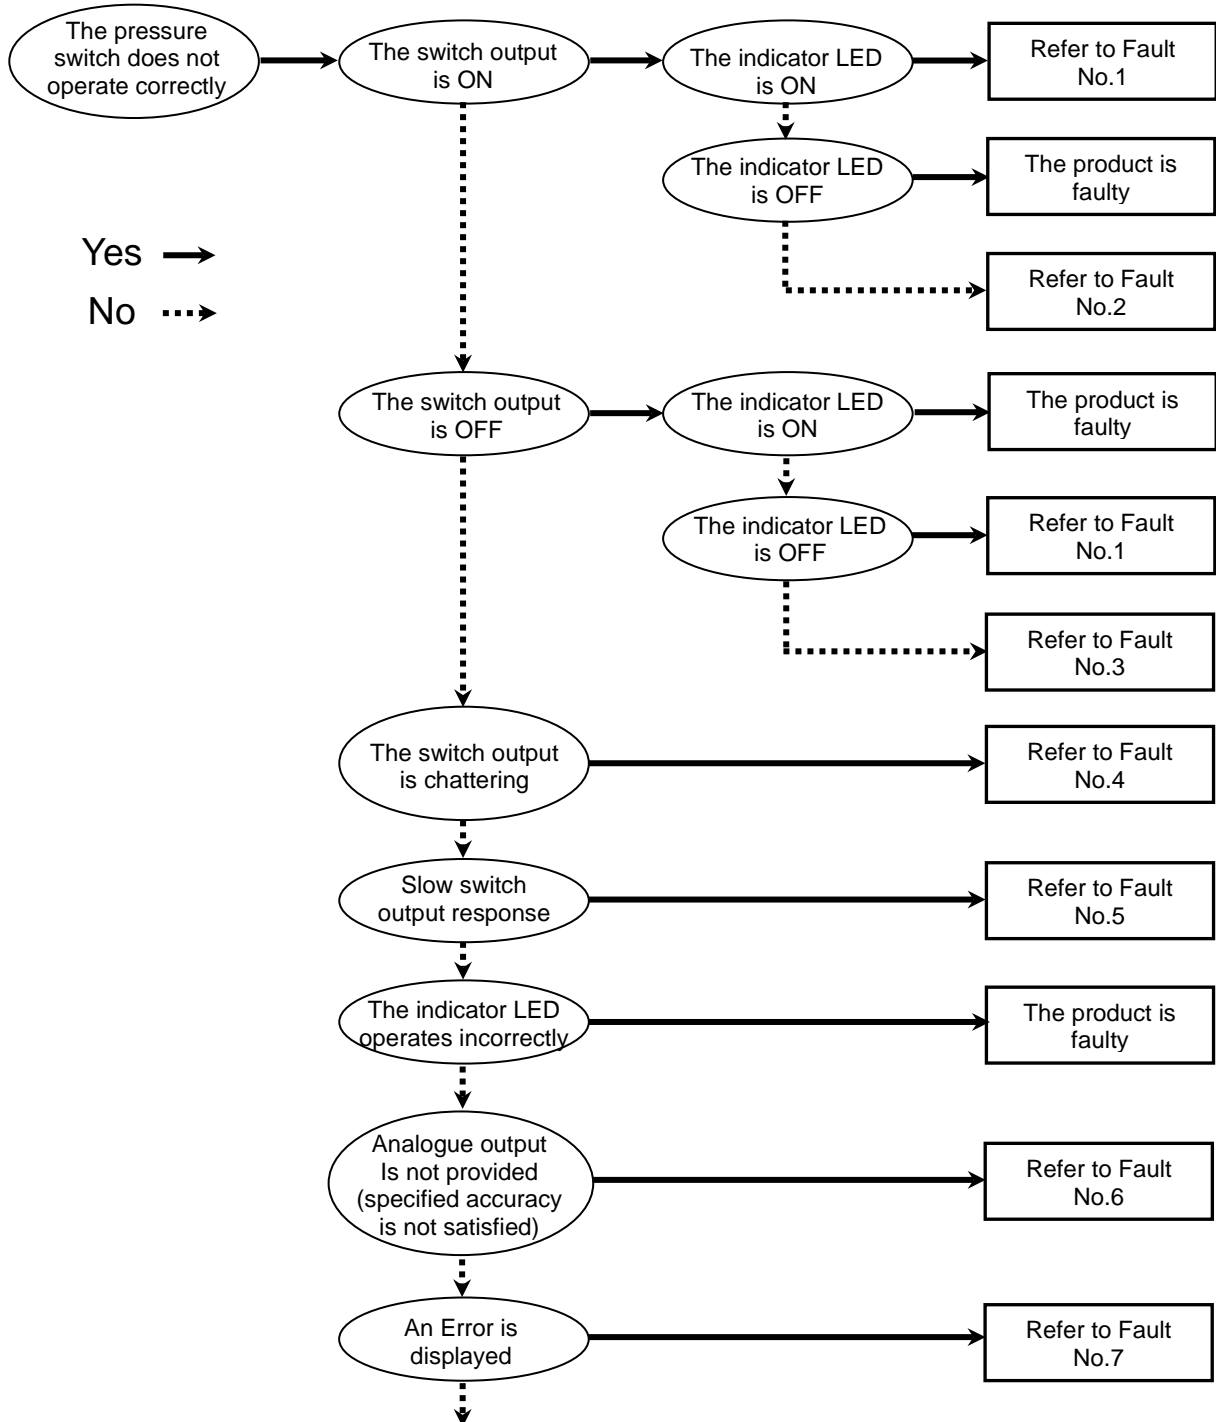 The pressure
switch does not
operate correctly
The switch output
is ON
The indicator LED
is ON
Refer to Fault
No.1
The indicator LED
is OFF
The product is
faulty
Yes
No
Refer to Fault
No.2
The switch output
is OFF
The indicator LED
is ON
The product is
faulty
The indicator LED
is OFF
Refer to Fault
No.1
Refer to Fault
No.3
The switch output
is chattering
Refer to Fault
No.4
Slow switch
output response
Refer to Fault
No.5
The indicator LED
operates incorrectly
The product is
faulty
Analogue output
Is not provided
(specified accuracy
is not satisfied)
Refer to Fault
No.6
An Error is
displayed
Refer to Fault
No.7